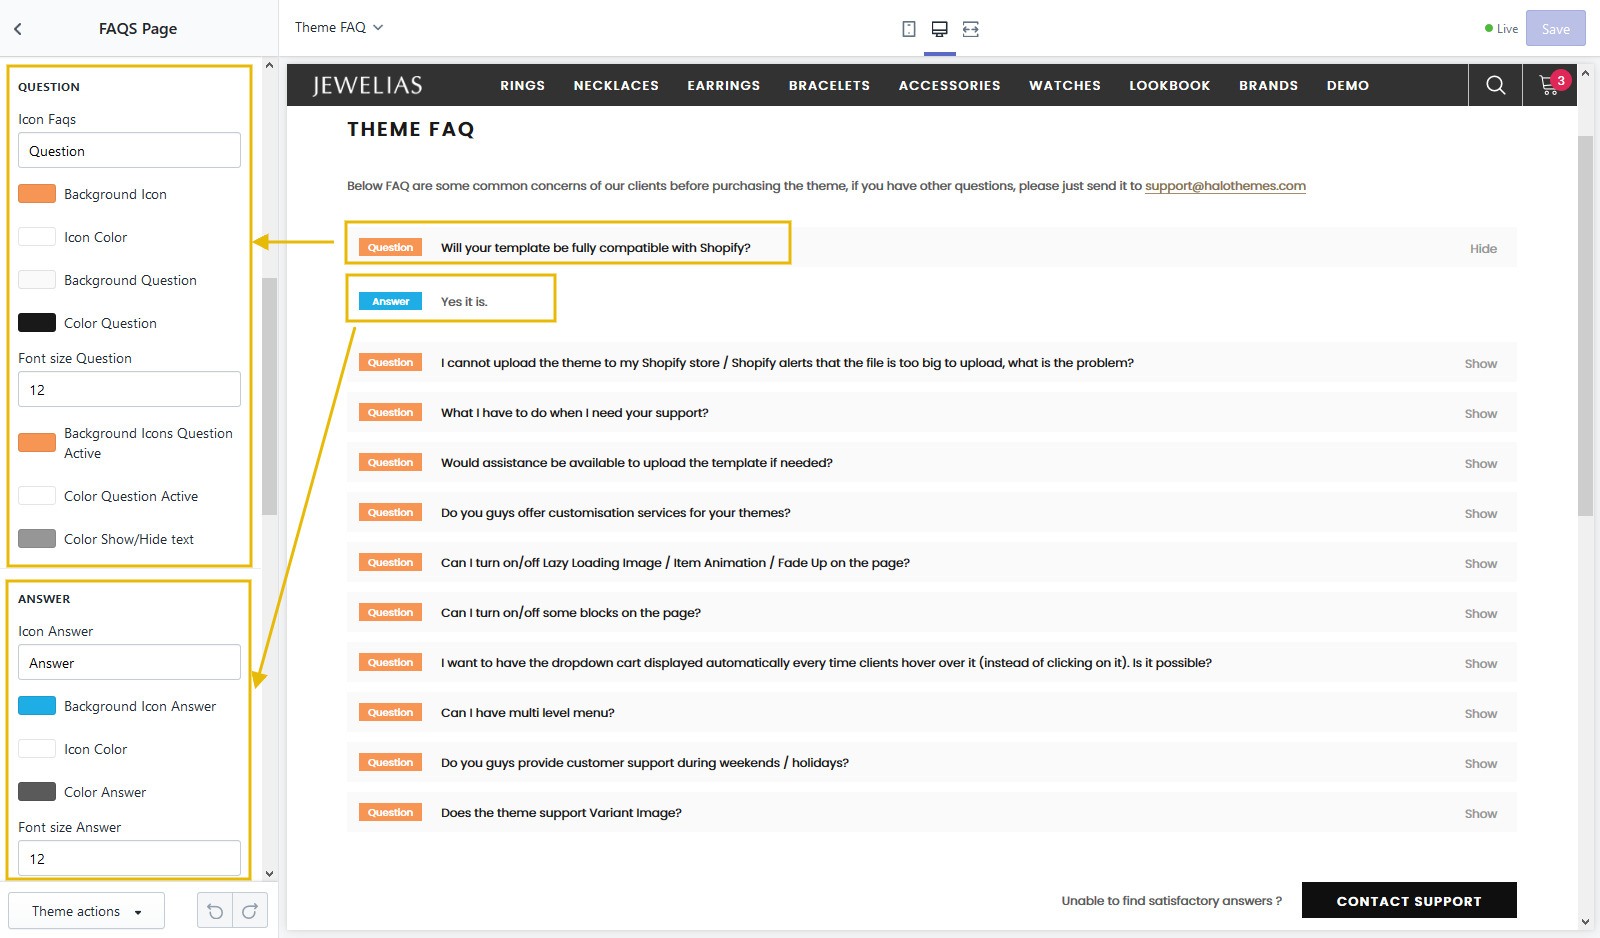 FAQS Page
Theme FAQ
Live
Save
QUESTION
Icon Faqs
Question
Background Icon
Icon Color
Background Question
Color Question
Font size Question
12
Background Icons Question
Active
Color Question Active
Color Show/Hide text
ANSWER
Icon Answer
Answer
Background Icon Answer
Icon Color
Color Answer
Font size Answer
12
Theme actions
JEWELIAS RINGS NECKLACES EARRINGS BRACELETS ACCESSORIES WATCHES LOOKBOOK BRANDS DEMO 3
THEME FAQ
Below FAQ are some common concerns of our clients before purchasing the theme, if you have other questions, please just send it to support@halothemes.com
Question Will your template be fully compatible with Shopify? Hide
Answer Yes it is.
Question I cannot upload the theme to my Shopify store / Shopify alerts that the file is too big to upload, what is the problem? Show
Question What I have to do when I need your support? Show
Question Would assistance be available to upload the template if needed? Show
Question Do you guys offer customisation services for your themes? Show
Question Can I turn on/off Lazy Loading Image / Item Animation / Fade Up on the page? Show
Question Can I turn on/off some blocks on the page? Show
Question I want to have the dropdown cart displayed automatically every time clients hover over it (instead of clicking on it). Is it possible? Show
Question Can I have multi level menu? Show
Question Do you guys provide customer support during weekends / holidays? Show
Question Does the theme support Variant Image? Show
Unable to find satisfactory answers ? CONTACT SUPPORT